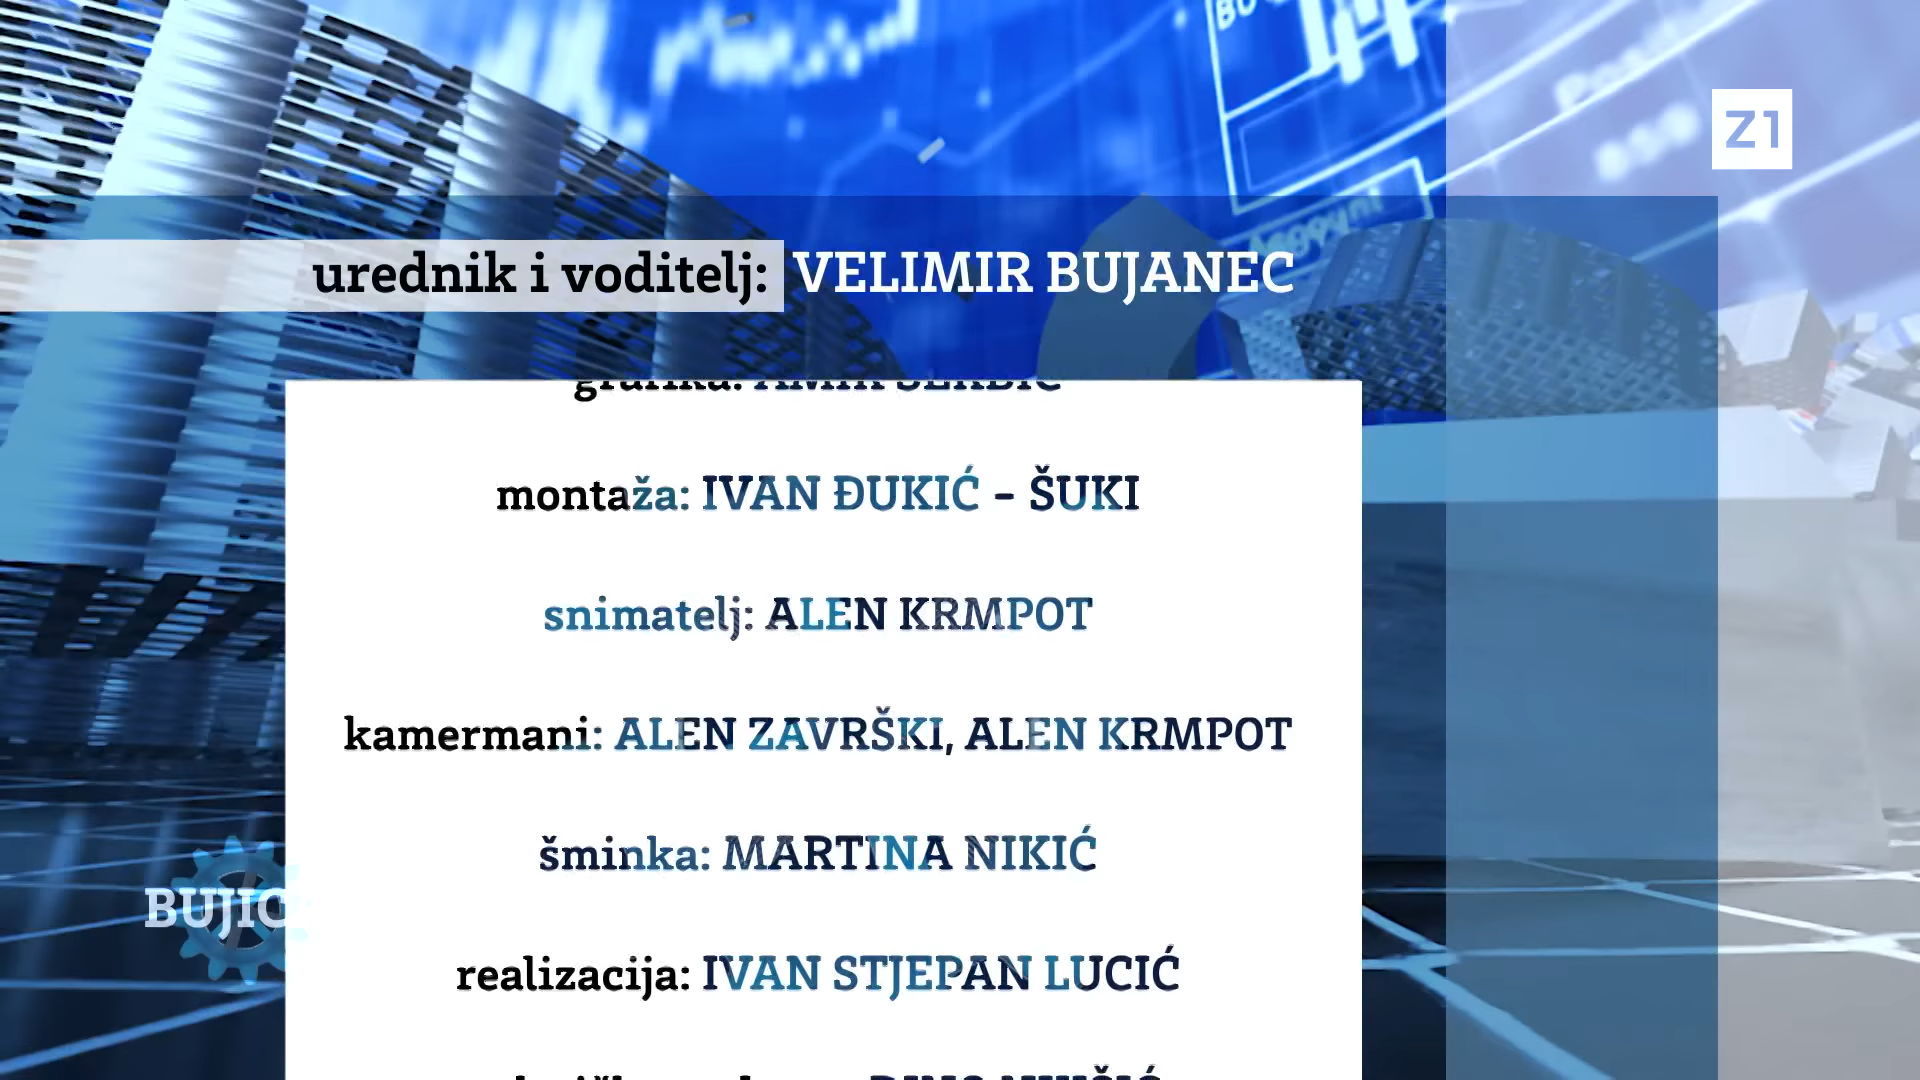 Z1
urednik i voditelj: VELIMIR BUJANEC
montaža: IVAN ĐUKIĆ – ŠUKI
snimatelj: ALEN KRMPOT
kamermani: ALEN ZAVRŠKI, ALEN KRMPOT
šminka: MARTINA NIKIĆ
BUJIC
realizacija: IVAN STJEPAN LUCIĆ